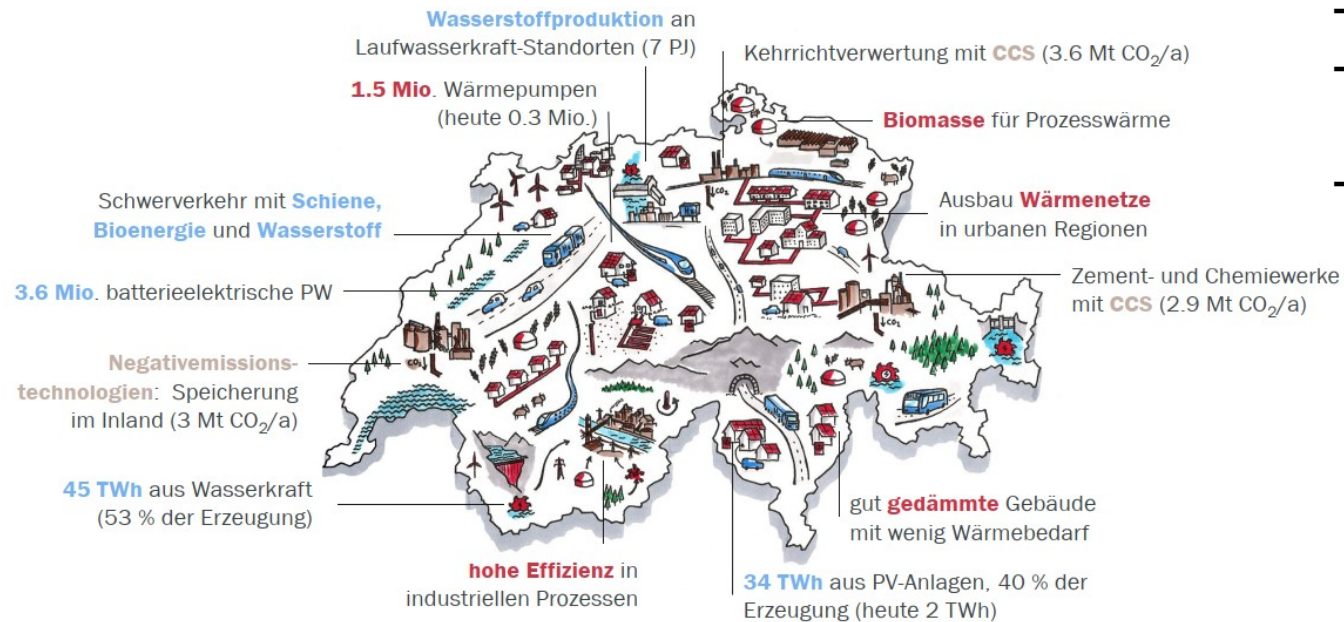 Wasserstoffproduktion an
Laufwasserkraft-Standorten (7 PJ)
Kehrrichtverwertung mit CCS (3.6 Mt CO₂/a)
1.5 Mio. Wärmepumpen
(heute 0.3 Mio.)
Biomasse für Prozesswärme
Schwerverkehr mit Schiene,
Bioenergie und Wasserstoff
Ausbau Wärmenetze
in urbanen Regionen
3.6 Mio. batterieelektrische PW
Zement- und Chemiewerke
mit CCS (2.9 Mt CO₂/a)
Negativemissions-
technologien: Speicherung
im Inland (3 Mt CO₂/a)
45 TWh aus Wasserkraft
(53 % der Erzeugung)
gut gedämmte Gebäude
mit wenig Wärmebedarf
hohe Effizienz in
industriellen Prozessen
34 TWh aus PV-Anlagen, 40 % der
Erzeugung (heute 2 TWh)
CO₂
CO₂
CO₂